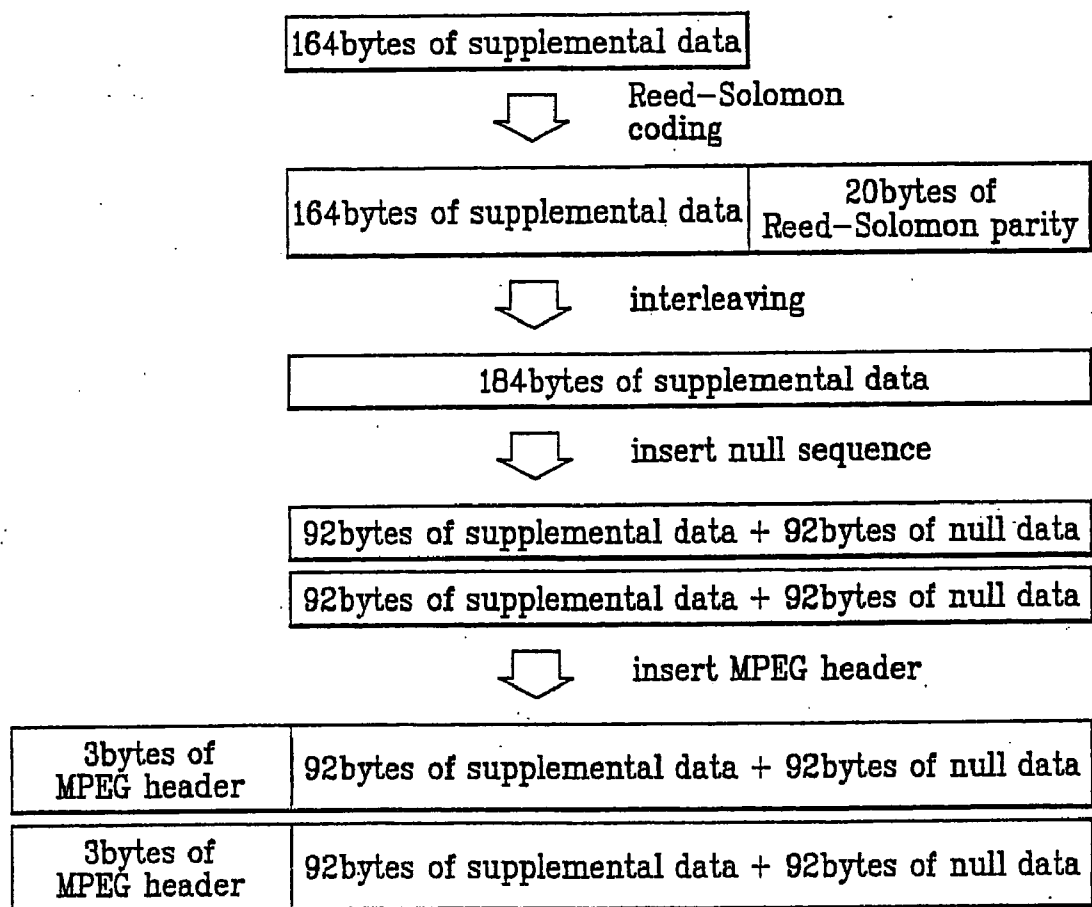 164bytes of supplemental data
Reed-Solomon
coding
164bytes of supplemental data
20bytes of
Reed-Solomon parity
interleaving
184bytes of supplemental data
insert null sequence
92bytes of supplemental data + 92bytes of null data
92bytes of supplemental data + 92bytes of null data
insert MPEG header
3bytes of
MPEG header
92bytes of supplemental data + 92bytes of null data
3bytes of
MPEG header
92bytes of supplemental data + 92bytes of null data